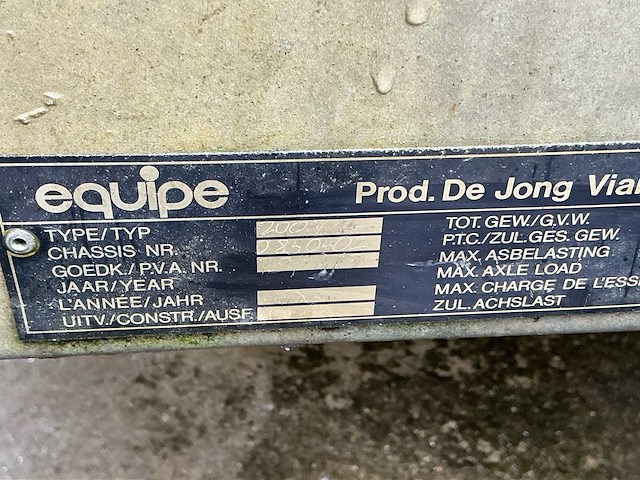 equipe
Prod. De Jong Via
TYPE/TYP
CHASSIS NR.
GOEDK./P.V.A. NR.
JAAR/YEAR
L'ANNÉE/JAHR
UITV./CONSTR./AUSF.
TOT. GEW./G.V.W.
P.T.C./ZUL. GES. GEW.
MAX. ASBELASTING
MAX. AXLE LOAD
MAX. CHARGE DE L'ESS
ZUL. ACHSLAST